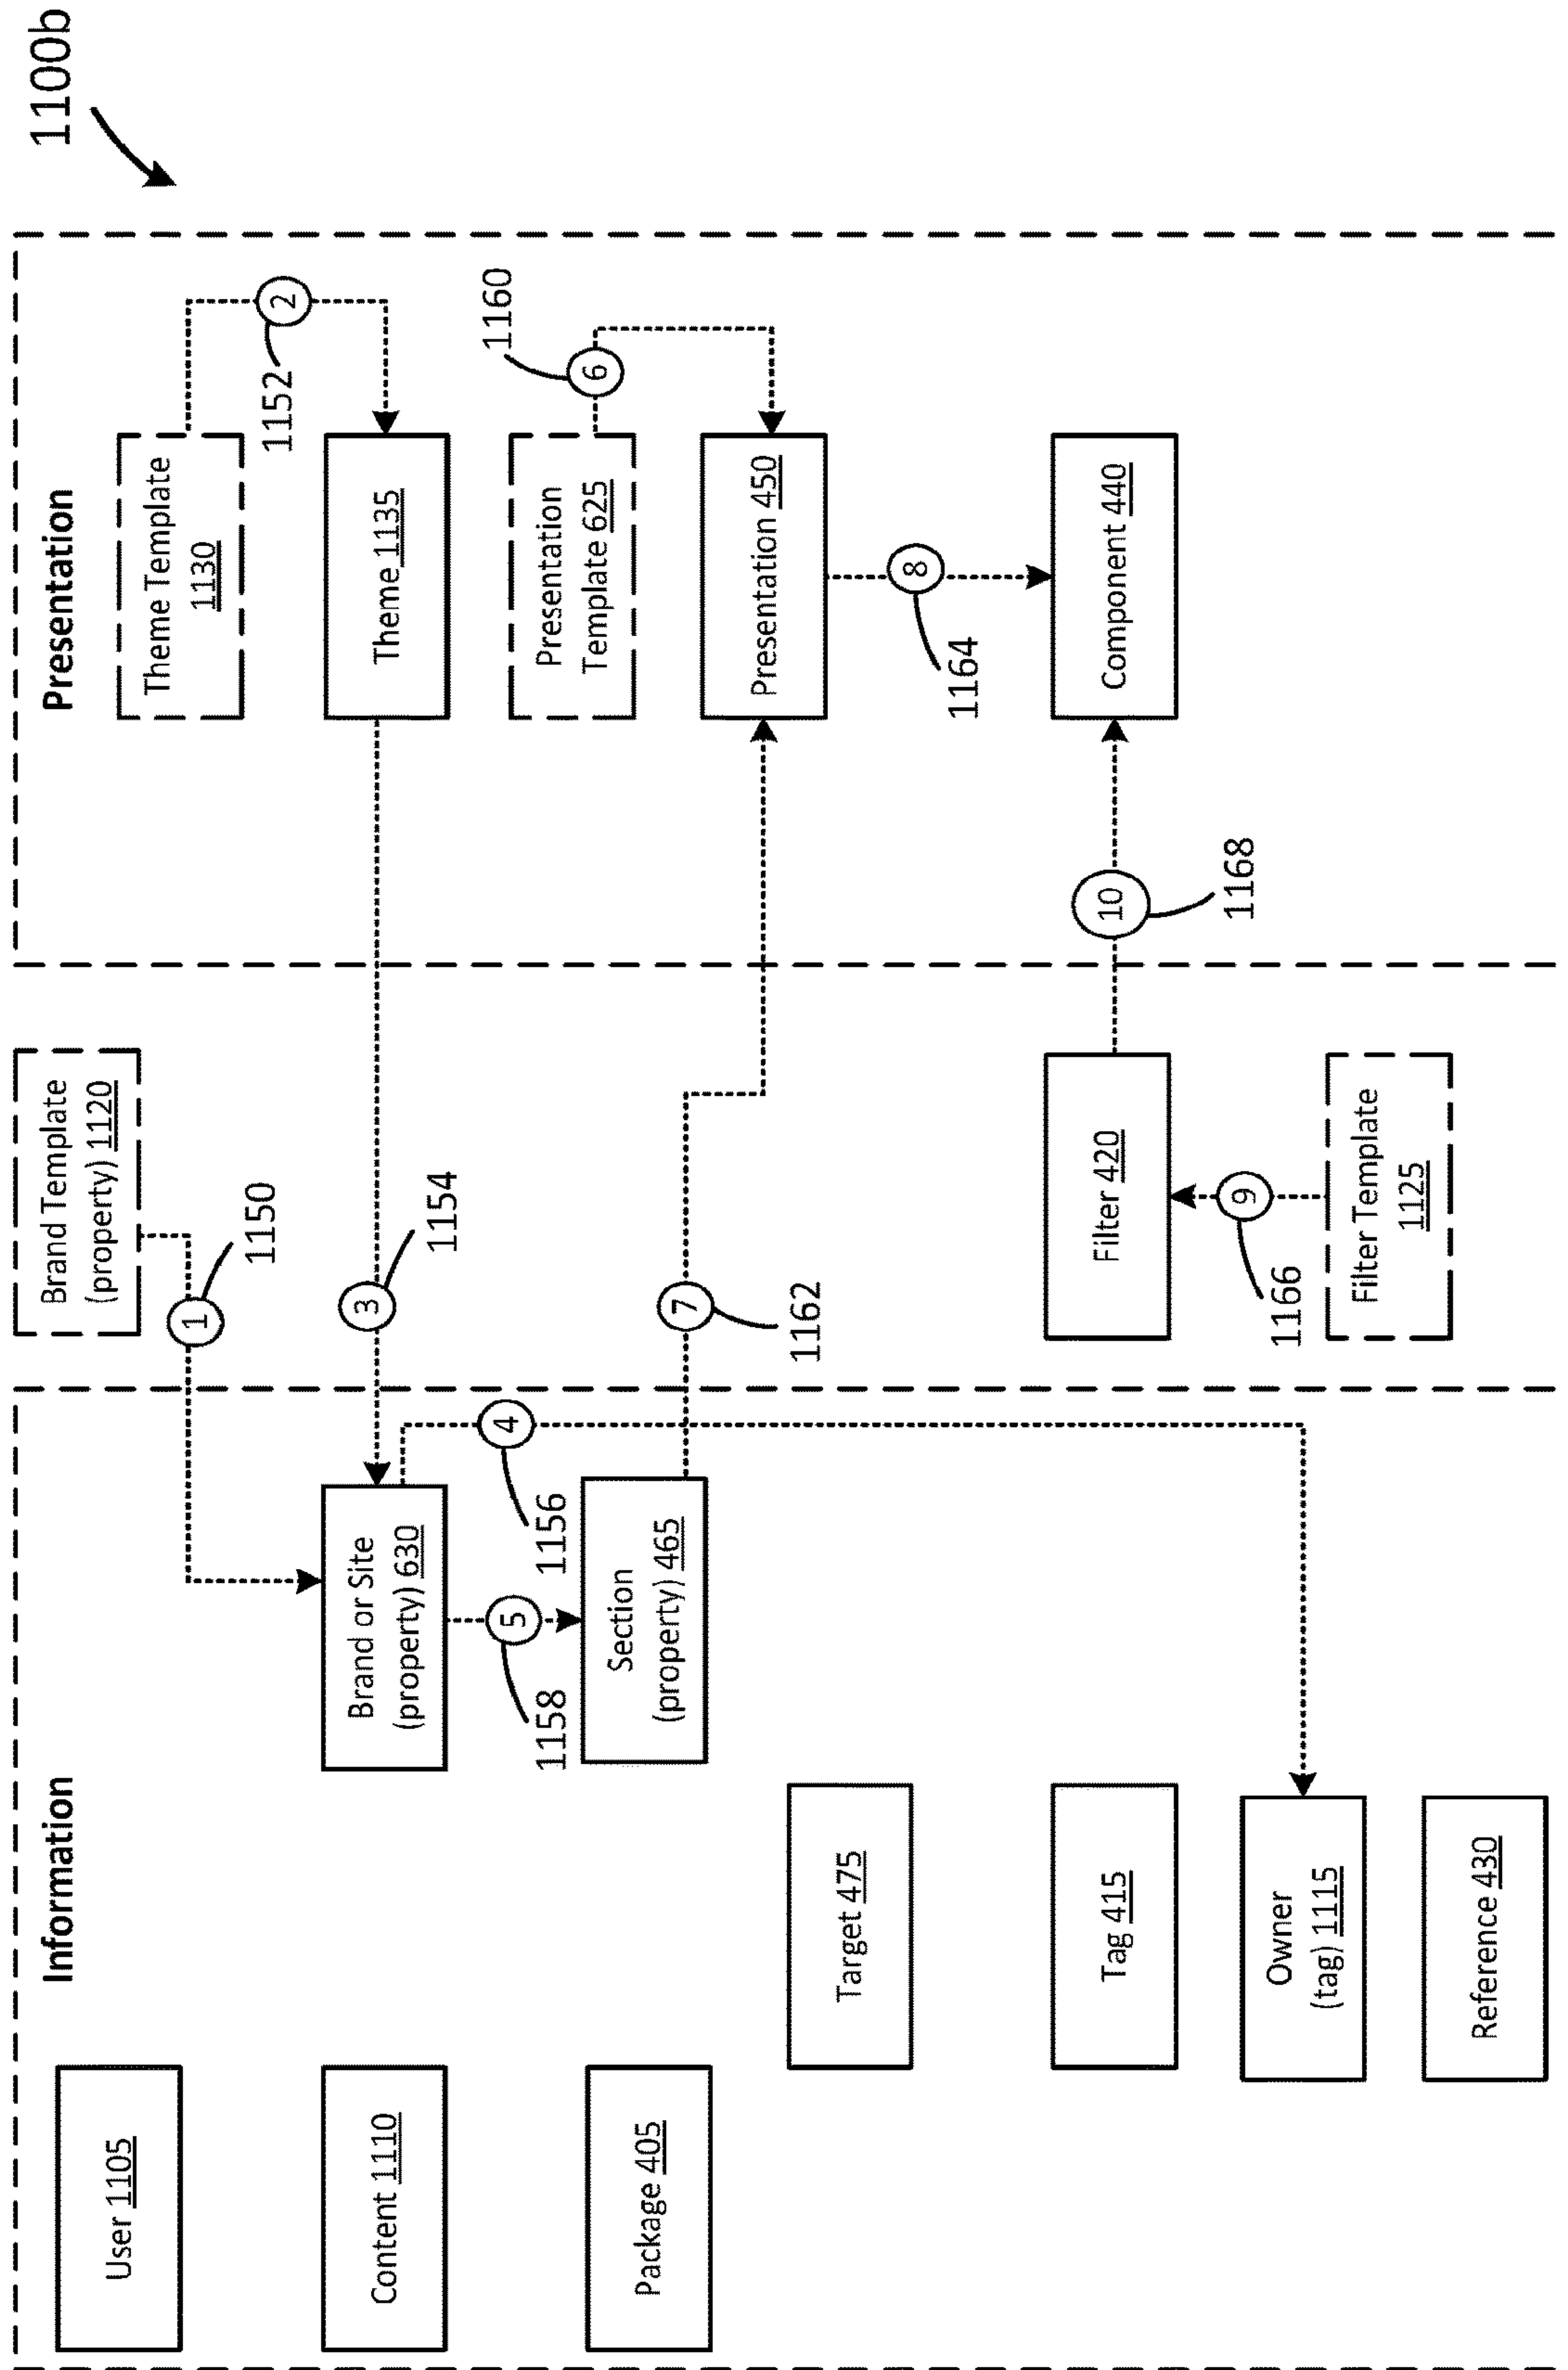 1100b
Information
Presentation
User 1105
Brand Template
(property) 1120
Theme Template
1130
1
1150
2
1152
Content 1110
Brand or Site
(property) 630
3
1154
Theme 1135
4
1156
5
1158
Presentation
Template 625
6
1160
Package 405
Section
(property) 465
7
1162
Presentation 450
Target 475
8
1164
Tag 415
Filter 420
10
1168
Component 440
Owner
(tag) 1115
9
1166
Filter Template
1125
Reference 430